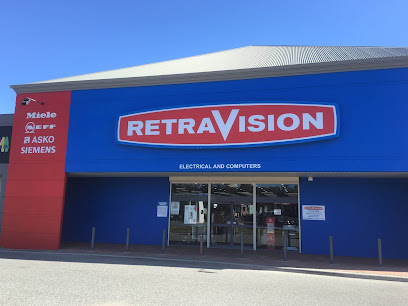 Miele
NEFF
ASKO
SIEMENS
RETRAVISION
ELECTRICAL AND COMPUTERS